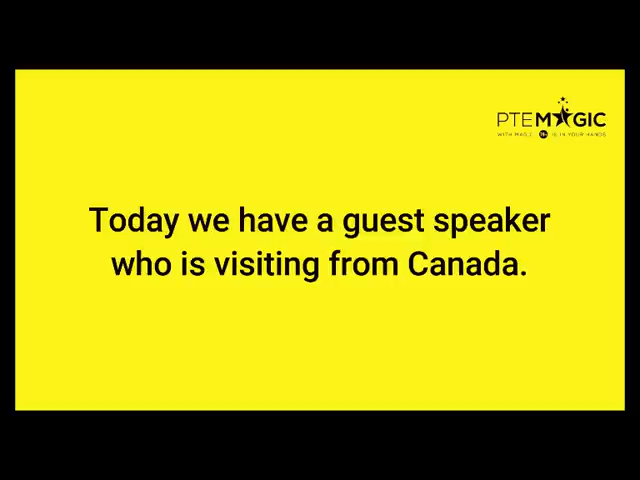 PTEMAGIC
Today we have a guest speaker
who is visiting from Canada.